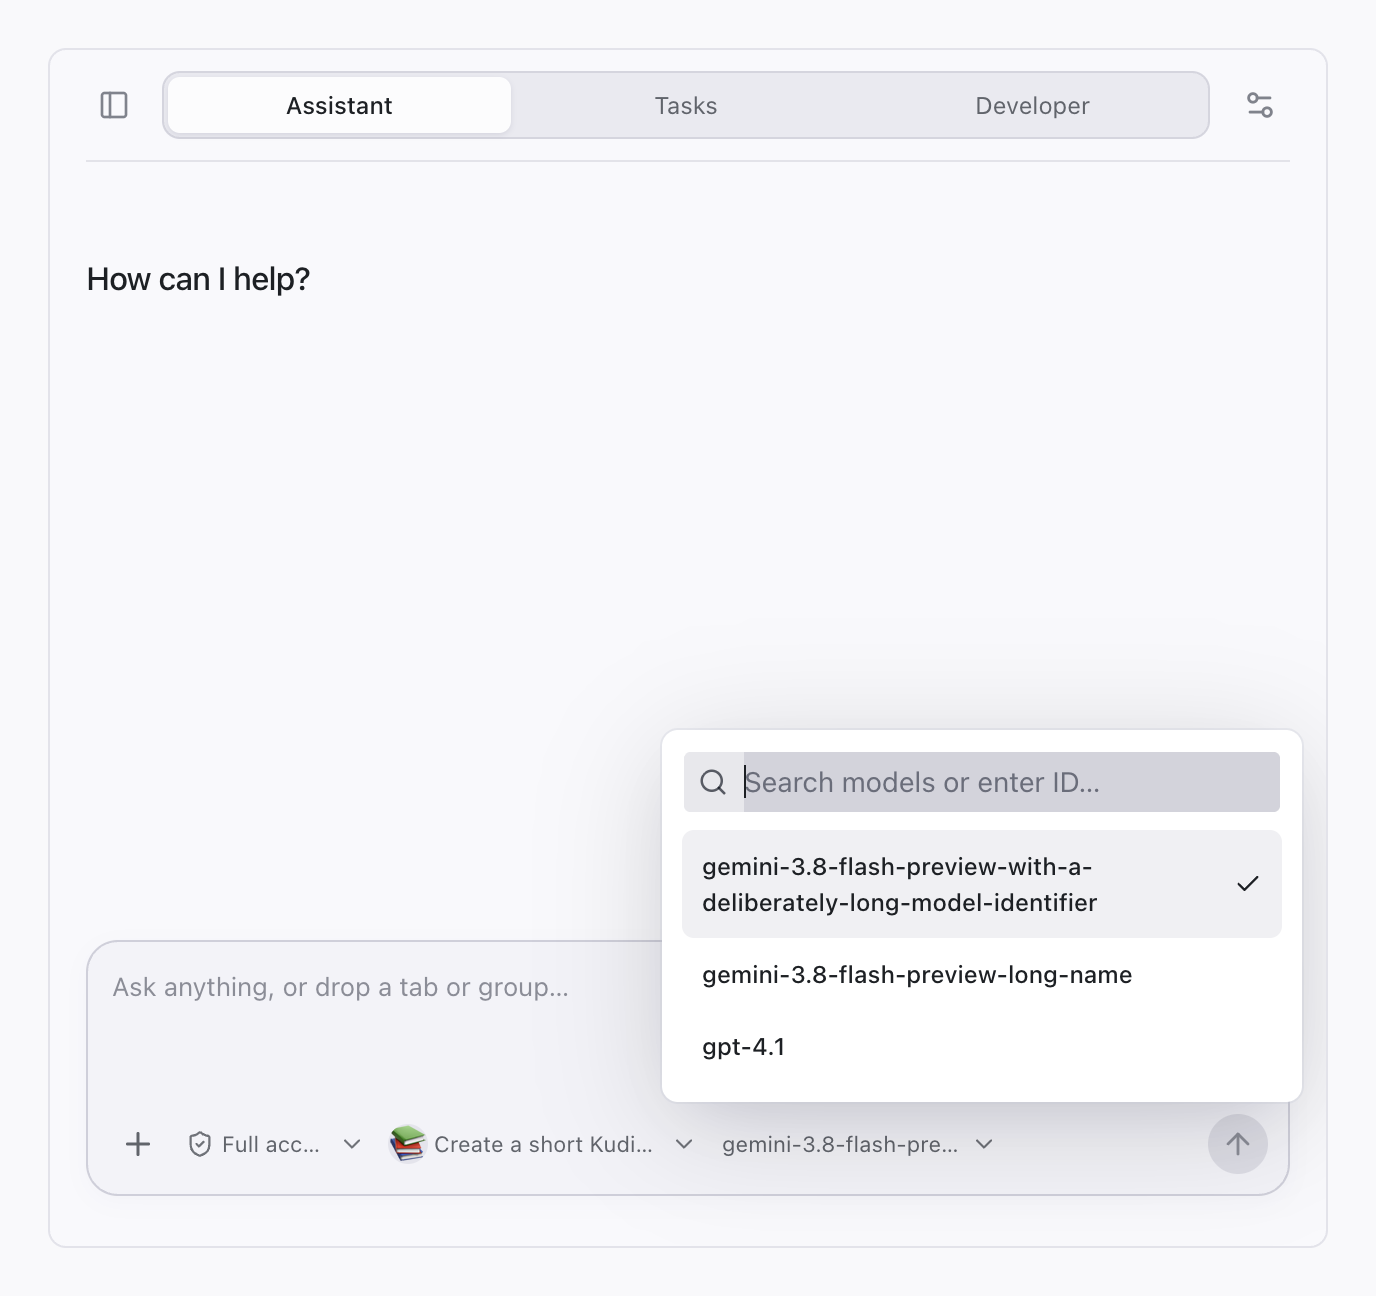 Assistant
Tasks
Developer
How can I help?
Search models or enter ID...
gemini-3.8-flash-preview-with-a-
deliberately-long-model-identifier
gemini-3.8-flash-preview-long-name
gpt-4.1
Ask anything, or drop a tab or group...
Full acc...
Create a short Kudi...
gemini-3.8-flash-pre...